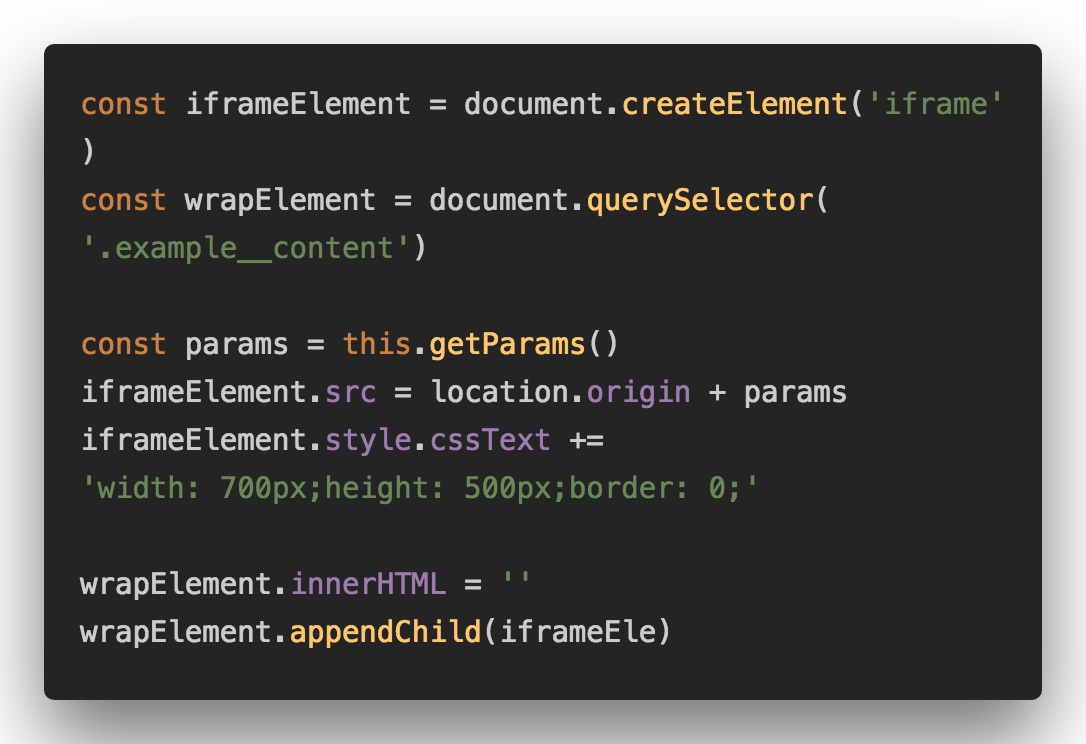 const iframeElement = document.createElement('iframe'
)
const wrapElement = document.querySelector(
'.example__content')
const params = this.getParams()
iframeElement.src = location.origin + params
iframeElement.style.cssText +=
'width: 700px;height: 500px;border: 0;'
wrapElement.innerHTML = ''
wrapElement.appendChild(iframeEle)